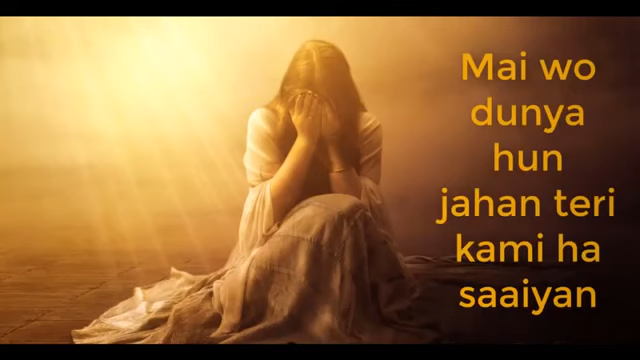 Mai wo
dunya
hun
jahan teri
kami ha
saaiyan